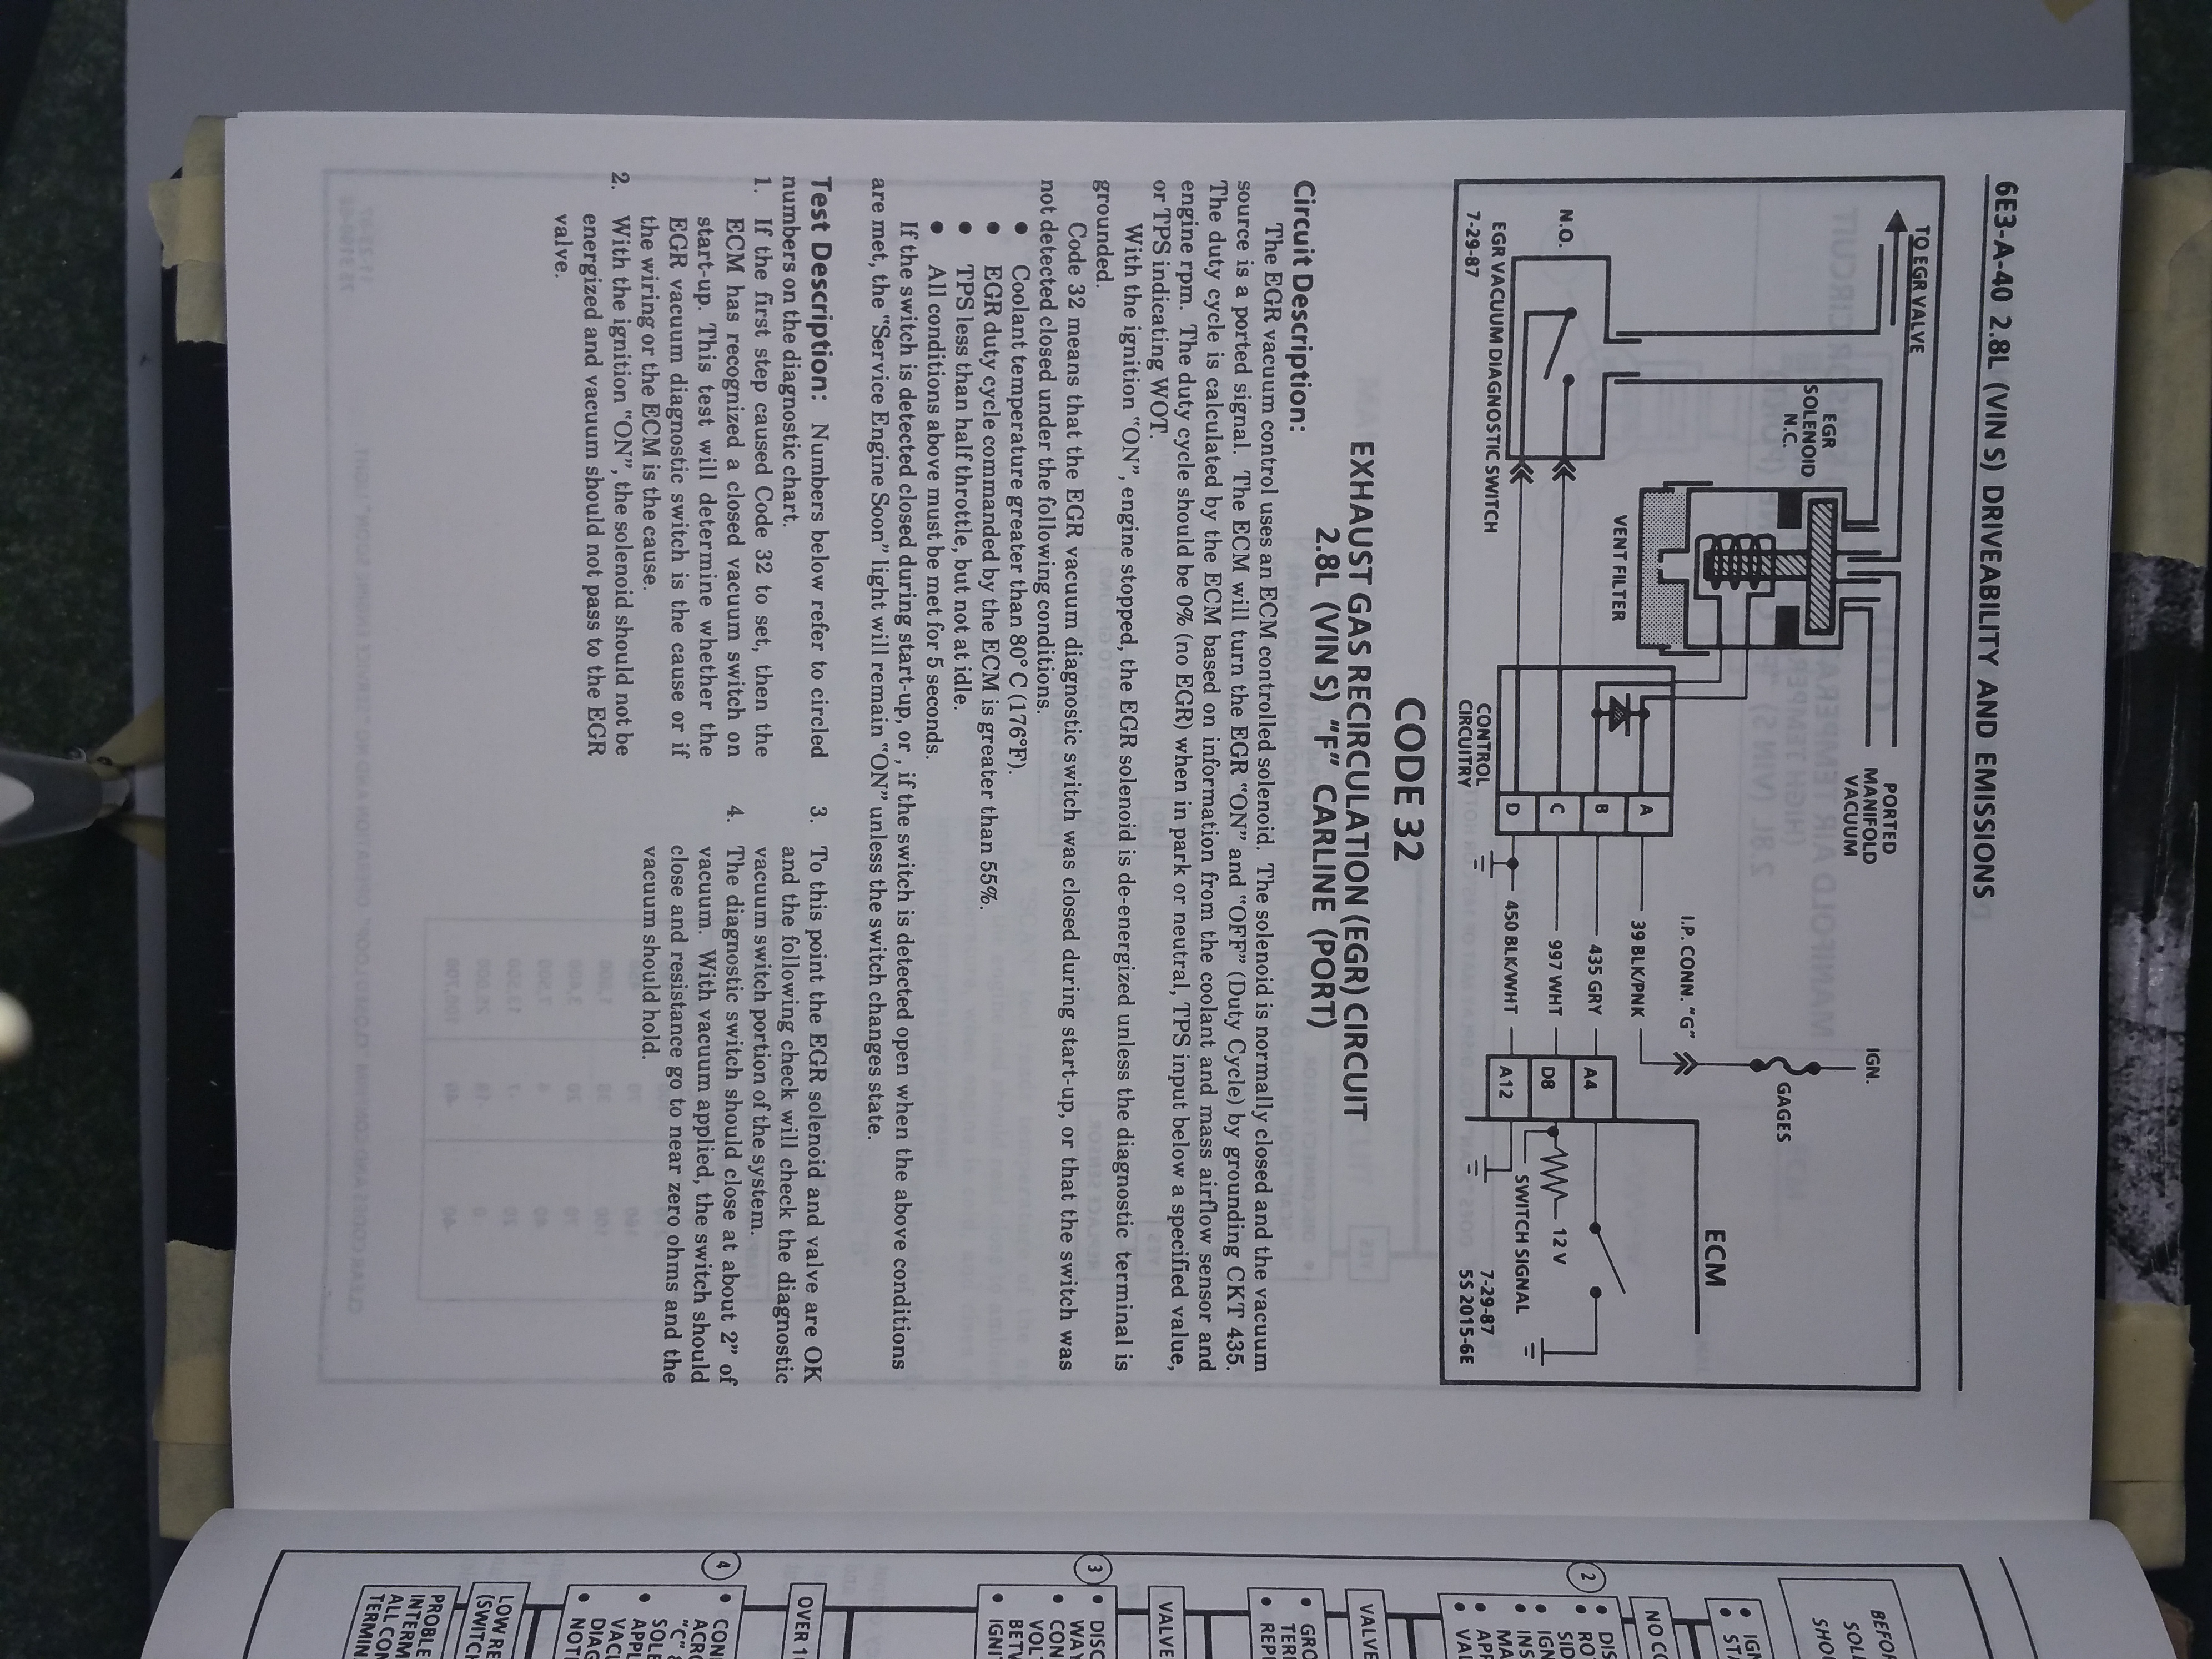 6E3-A-40 2.8L (VIN S) DRIVEABILITY AND EMISSIONS
TO EGR VALVE
EGR
SOLENOID
N.C.
PORTED
MANIFOLD
VACUUM
IGN.
GAGES
ECM
VENT FILTER
I.P. CONN. "G"
N.O.
A
39 BLK/PNK
B
435 GRY
A4
C
997 WHT
D8
12 V
D
450 BLK/WHT
A12
SWITCH SIGNAL
EGR VACUUM DIAGNOSTIC SWITCH
7-29-87
CONTROL
CIRCUITRY
7-29-87
5S 2015-6E
CODE 32
EXHAUST GAS RECIRCULATION (EGR) CIRCUIT
2.8L (VIN S) "F" CARLINE (PORT)
Circuit Description:
The EGR vacuum control uses an ECM controlled solenoid. The solenoid is normally closed and the vacuum
source is a ported signal. The ECM will turn the EGR "ON" and "OFF" (Duty Cycle) by grounding CKT 435.
The duty cycle is calculated by the ECM based on information from the coolant and mass airflow sensor and
engine rpm. The duty cycle should be 0% (no EGR) when in park or neutral, TPS input below a specified value,
or TPS indicating WOT.
With the ignition "ON", engine stopped, the EGR solenoid is de-energized unless the diagnostic terminal is
grounded.
Code 32 means that the EGR vacuum diagnostic switch was closed during start-up, or that the switch was
not detected closed under the following conditions.
● Coolant temperature greater than 80°C (176°F).
● EGR duty cycle commanded by the ECM is greater than 55%.
● TPS less than half throttle, but not at idle.
● All conditions above must be met for 5 seconds.
If the switch is detected closed during start-up, or , if the switch is detected open when the above conditions
are met, the "Service Engine Soon" light will remain "ON" unless the switch changes state.
Test Description: Numbers below refer to circled
numbers on the diagnostic chart.
1. If the first step caused Code 32 to set, then the
ECM has recognized a closed vacuum switch on
start-up. This test will determine whether the
EGR vacuum diagnostic switch is the cause or if
the wiring or the ECM is the cause.
2. With the ignition "ON", the solenoid should not be
energized and vacuum should not pass to the EGR
valve.
3. To this point the EGR solenoid and valve are OK
and the following check will check the diagnostic
vacuum switch portion of the system.
4. The diagnostic switch should close at about 2" of
vacuum. With vacuum applied, the switch should
close and resistance go to near zero ohms and the
vacuum should hold.
BEFOR
SOL
SHO
● IGN
● ST
NO CO
2
● DIS
● RO
SID
● IGN
● INS
MA
● APP
● VAL
VALVE
● GRO
TER
● REPL
VALVE
3
● DISC
WAY
● CON
VOL
BETW
● IGNI
OVER 1
4
● CON
ACRO
"C" &
SOLE
● APPL
VACU
DIAG
● NOT
LOW RE
(SWITCH
PROBLE
INTERM
ALL CON
TERMIN